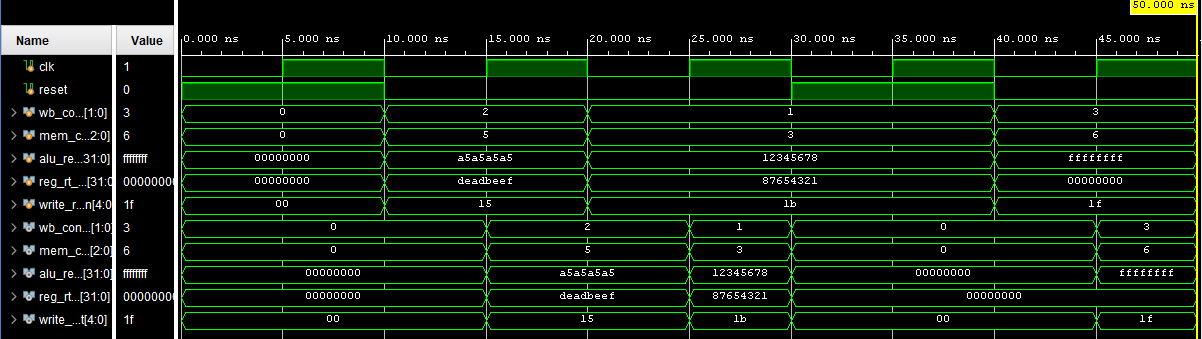 50.000 ns
Name Value 0.000 ns 5.000 ns 10.000 ns 15.000 ns 20.000 ns 25.000 ns 30.000 ns 35.000 ns 40.000 ns 45.000 ns
clk 1
reset 0
wb_co...[1:0] 3 0 2 1 3
mem_c...2:0] 6 0 5 3 6
alu_re...31:0] ffffffff 00000000 a5a5a5a5 12345678 ffffffff
reg_rt_...[31:0] 00000000 00000000 deadbeef 87654321 00000000
write_r...n[4:0] 1f 00 15 1b 1f
wb_con...[1:0] 3 0 2 1 0 3
mem_c...[2:0] 6 0 5 3 0 6
alu_re...[31:0] ffffffff 00000000 a5a5a5a5 12345678 00000000 ffffffff
reg_rt...[31:0] 00000000 00000000 deadbeef 87654321 00000000
write_...t[4:0] 1f 00 15 1b 00 1f